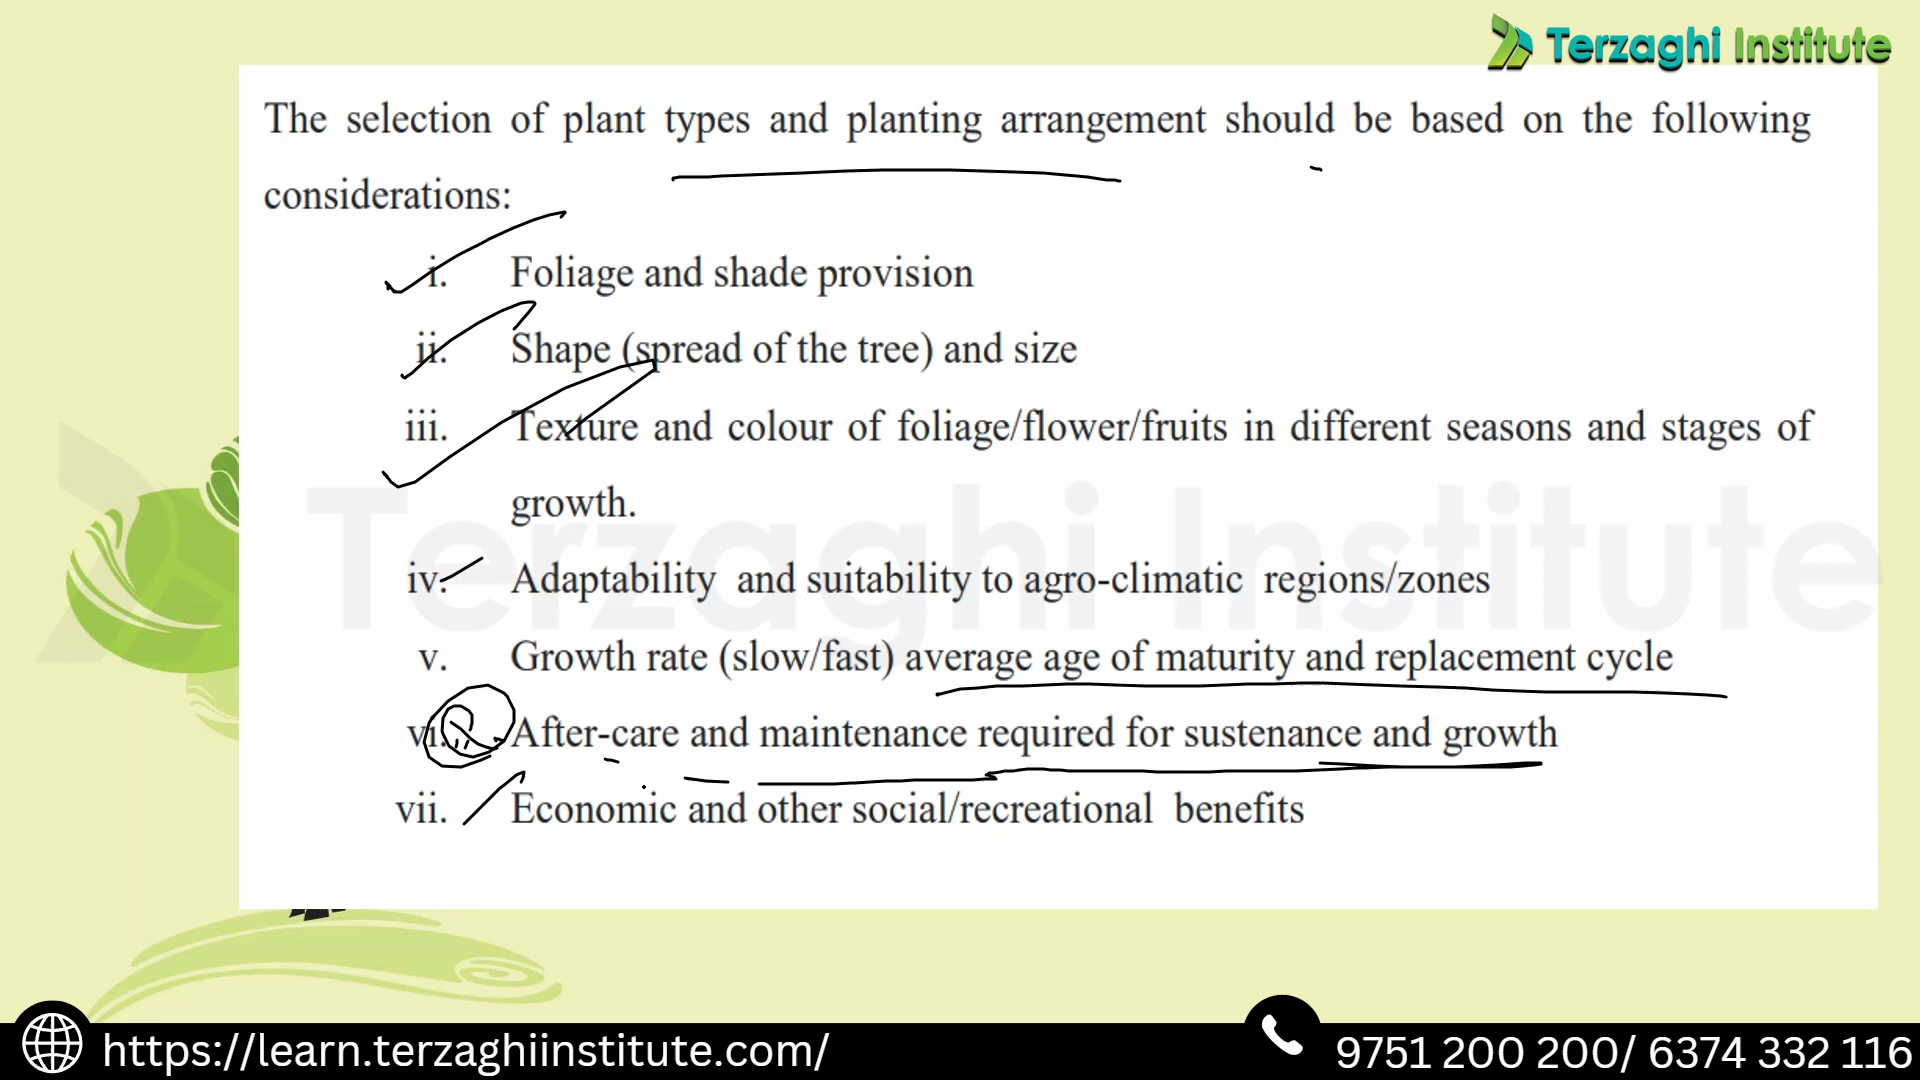 Terzaghi Institute
The selection of plant types and planting arrangement should be based on the following
considerations:
i. Foliage and shade provision
ii. Shape (spread of the tree) and size
iii. Texture and colour of foliage/flower/fruits in different seasons and stages of
growth.
iv. Adaptability and suitability to agro-climatic regions/zones
v. Growth rate (slow/fast) average age of maturity and replacement cycle
vi. After-care and maintenance required for sustenance and growth
vii. Economic and other social/recreational benefits
Terzaghi Institute
https://learn.terzaghiinstitute.com/
9751 200 200/ 6374 332 116